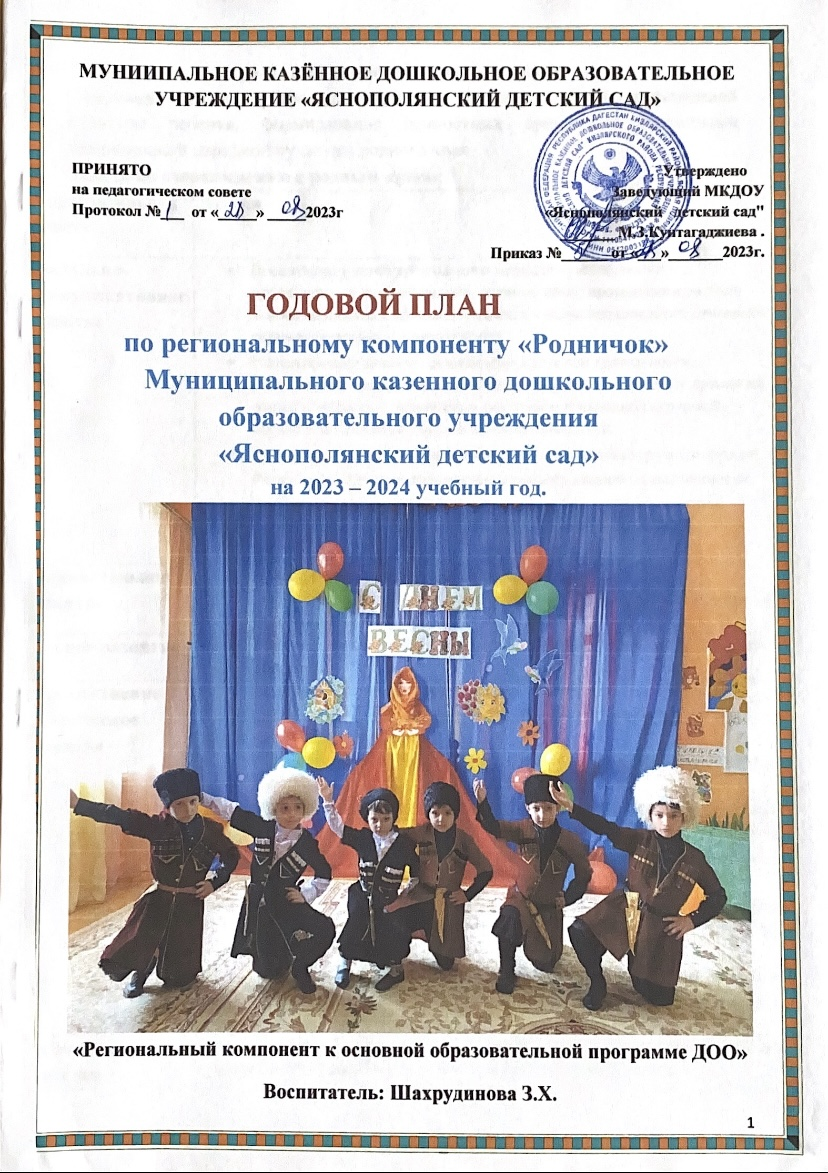 МУНИИПАЛЬНОЕ КАЗЁННОЕ ДОШКОЛЬНОЕ ОБРАЗОВАТЕЛЬНОЕ
УЧРЕЖДЕНИЕ «ЯСНОПОЛЯНСКИЙ ДЕТСКИЙ САД»
ПРИНЯТО
на педагогическом совете
Протокол № 1 от « 28 » 08 2023г
Утверждено
Заведующий МКДОУ
«Яснополянский детский сад"
М.З.Кунтагаджиева .
Приказ № от « » 08 2023г.
ГОДОВОЙ ПЛАН
по региональному компоненту «Родничок»
Муниципального казенного дошкольного
образовательного учреждения
«Яснополянский детский сад»
на 2023 – 2024 учебный год.
С ДНЕМ
ВЕСНЫ
«Региональный компонент к основной образовательной программе ДОО»
Воспитатель: Шахрудинова З.Х.
1